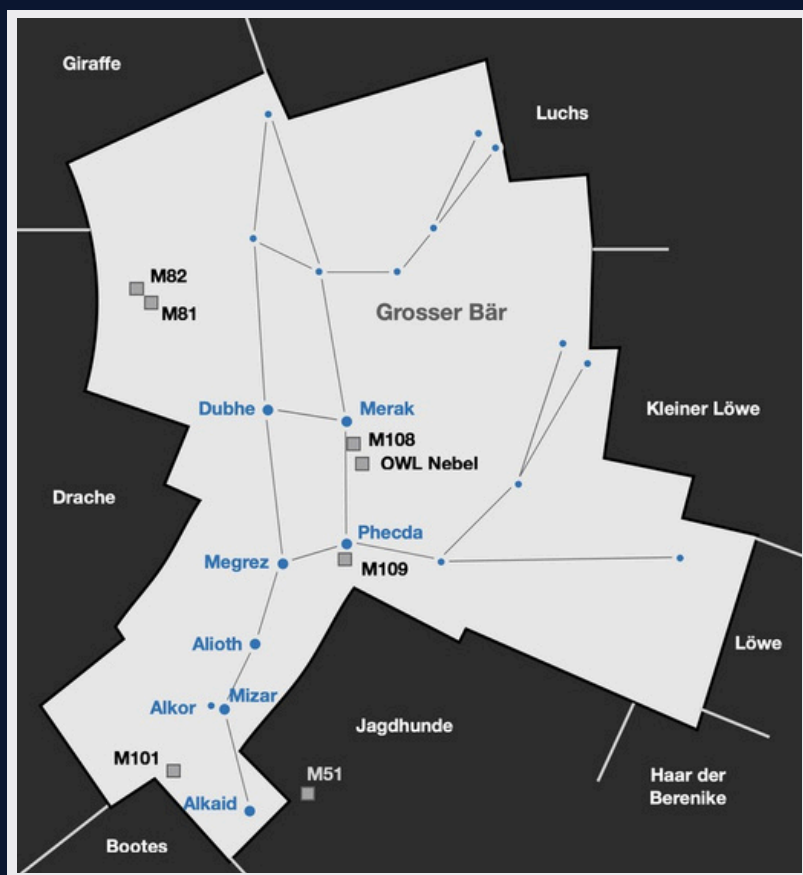 Giraffe
Luchs
M82
M81
Grosser Bär
Dubhe
Merak
Kleiner Löwe
M108
OWL Nebel
Drache
Phecda
Megrez
M109
Alioth
Löwe
Mizar
Alkor
Jagdhunde
M101
M51
Haar der
Berenike
Alkaid
Bootes